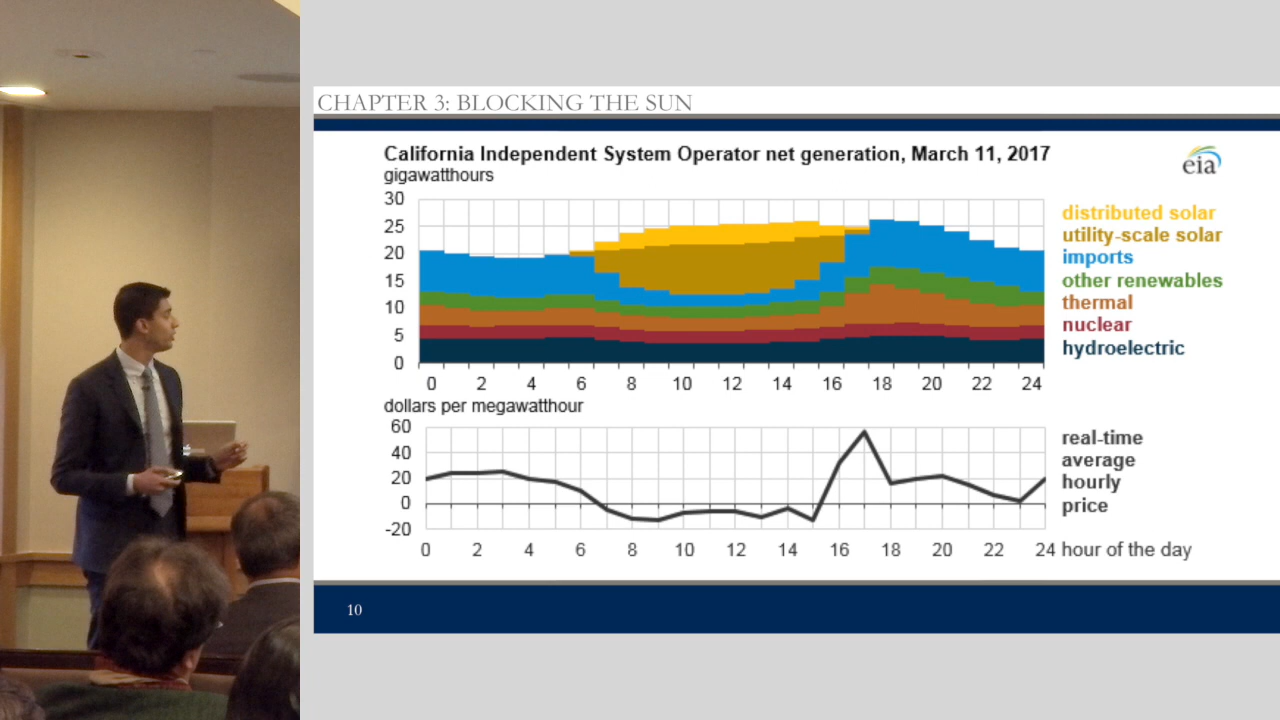 CHAPTER 3: BLOCKING THE SUN
California Independent System Operator net generation, March 11, 2017
gigawatthours
eia
30
25
20
15
10
5
0
distributed solar
utility-scale solar
imports
other renewables
thermal
nuclear
hydroelectric
0 2 4 6 8 10 12 14 16 18 20 22 24
dollars per megawatthour
60
40
20
0
-20
real-time
average
hourly
price
0 2 4 6 8 10 12 14 16 18 20 22 24 hour of the day
10